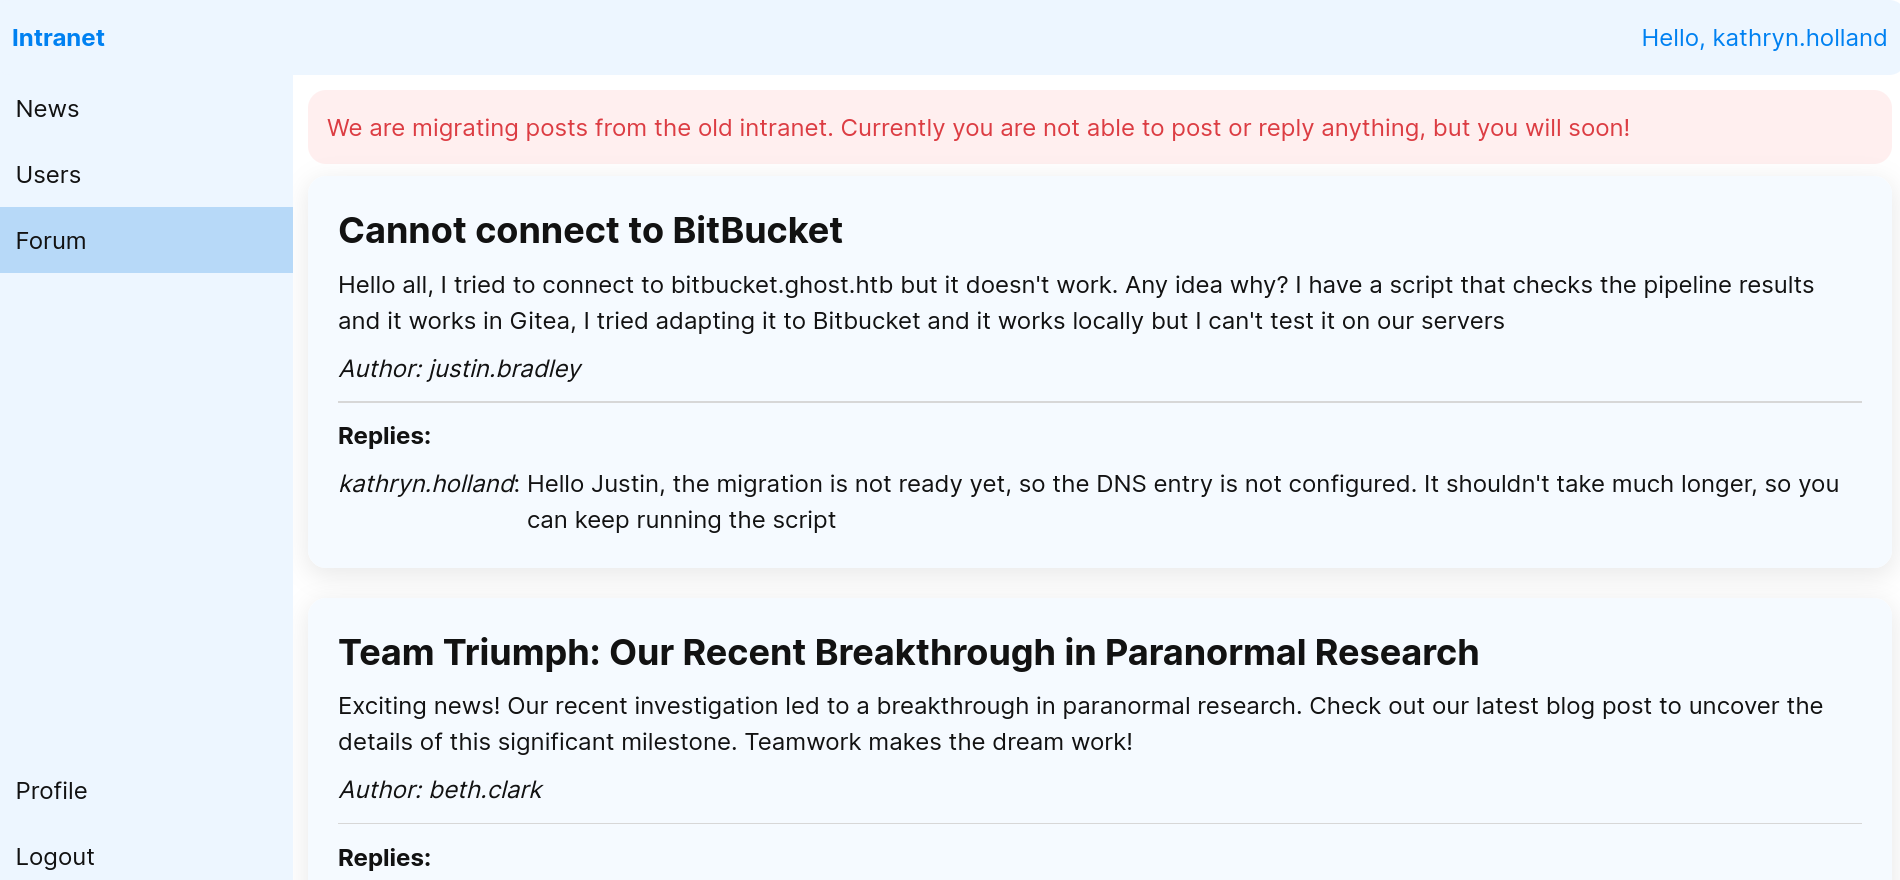 Intranet
Hello, kathryn.holland
News
Users
Forum
Profile
Logout
We are migrating posts from the old intranet. Currently you are not able to post or reply anything, but you will soon!
Cannot connect to BitBucket
Hello all, I tried to connect to bitbucket.ghost.htb but it doesn't work. Any idea why? I have a script that checks the pipeline results
and it works in Gitea, I tried adapting it to Bitbucket and it works locally but I can't test it on our servers
Author: justin.bradley
Replies:
kathryn.holland: Hello Justin, the migration is not ready yet, so the DNS entry is not configured. It shouldn't take much longer, so you
can keep running the script
Team Triumph: Our Recent Breakthrough in Paranormal Research
Exciting news! Our recent investigation led to a breakthrough in paranormal research. Check out our latest blog post to uncover the
details of this significant milestone. Teamwork makes the dream work!
Author: beth.clark
Replies: